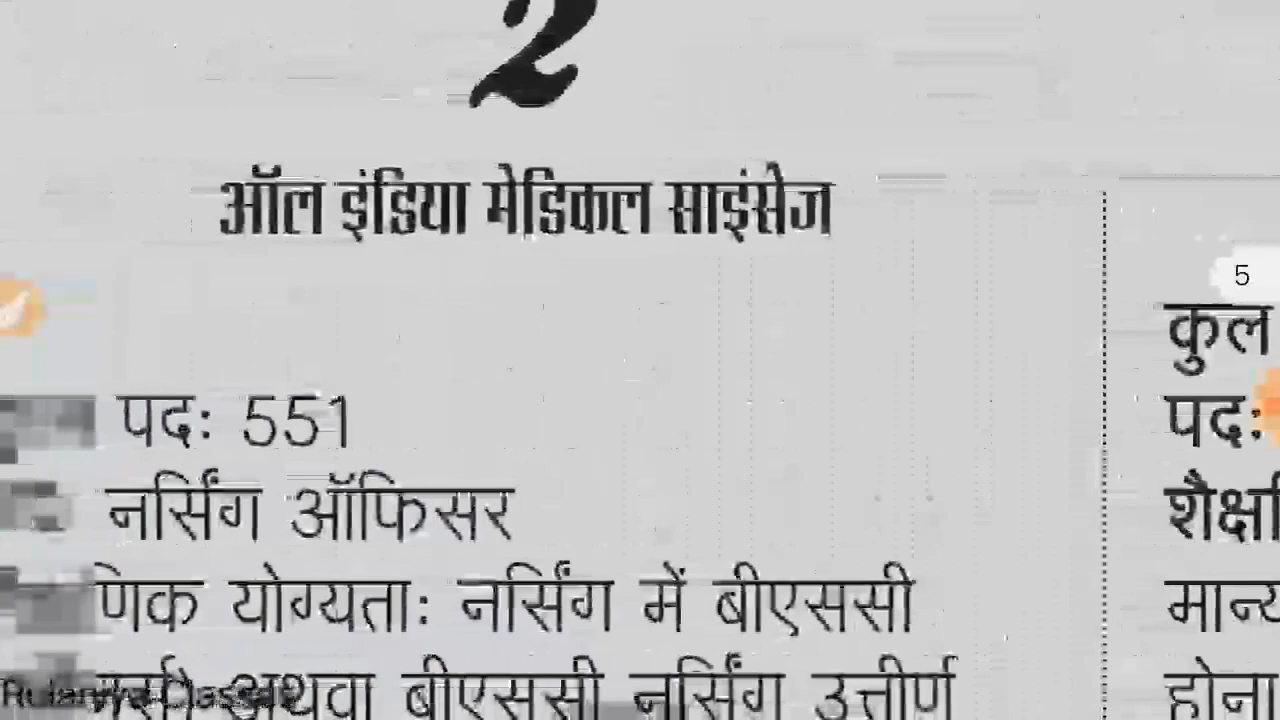 2
ऑल इंडिया मेडिकल साइंसेज
पदः 551
नर्सिंग ऑफिसर
णिक योग्यताः नर्सिंग में बीएससी
अथवा बीएससी नर्सिंग उत्तीर्ण
5
कुल
पदः
शैक्षि
मान्य
होना